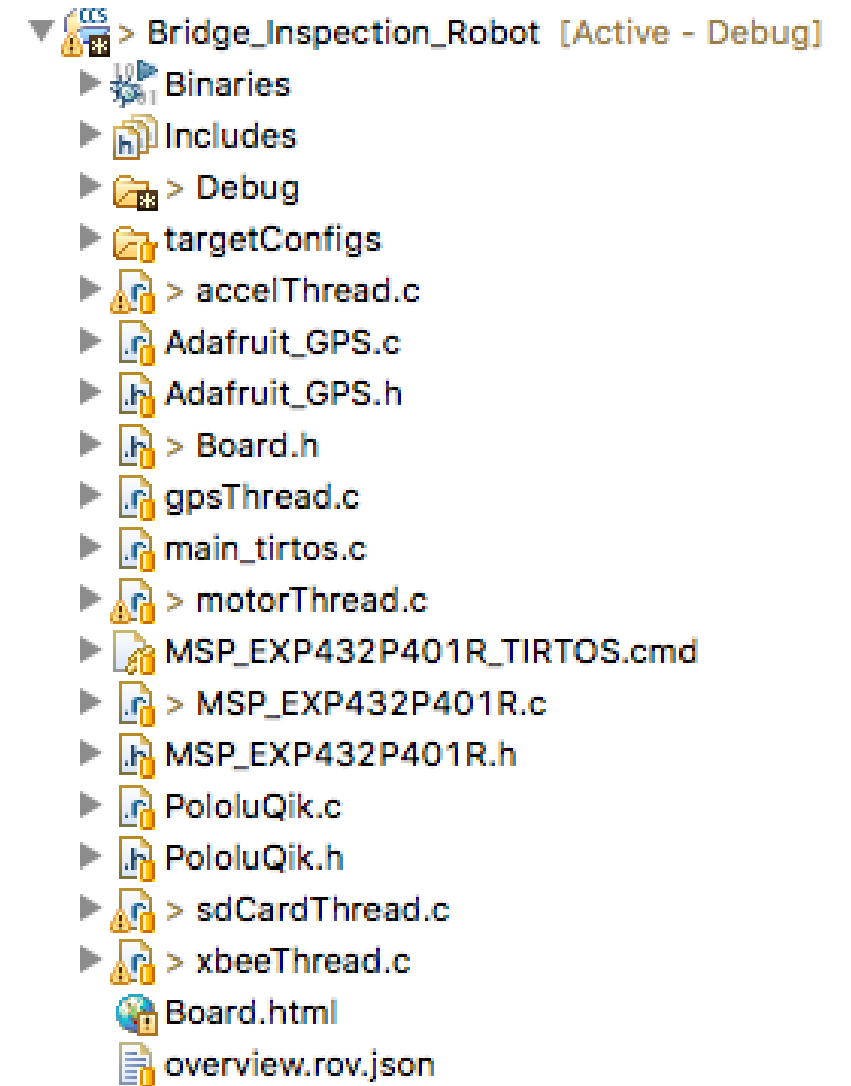 > Bridge_Inspection_Robot [Active - Debug]
Binaries
Includes
> Debug
targetConfigs
> accelThread.c
Adafruit_GPS.c
Adafruit_GPS.h
> Board.h
gpsThread.c
main_tirtos.c
> motorThread.c
MSP_EXP432P401R_TIRTOS.cmd
> MSP_EXP432P401R.c
MSP_EXP432P401R.h
PololuQik.c
PololuQik.h
> sdCardThread.c
> xbeeThread.c
Board.html
overview.rov.json